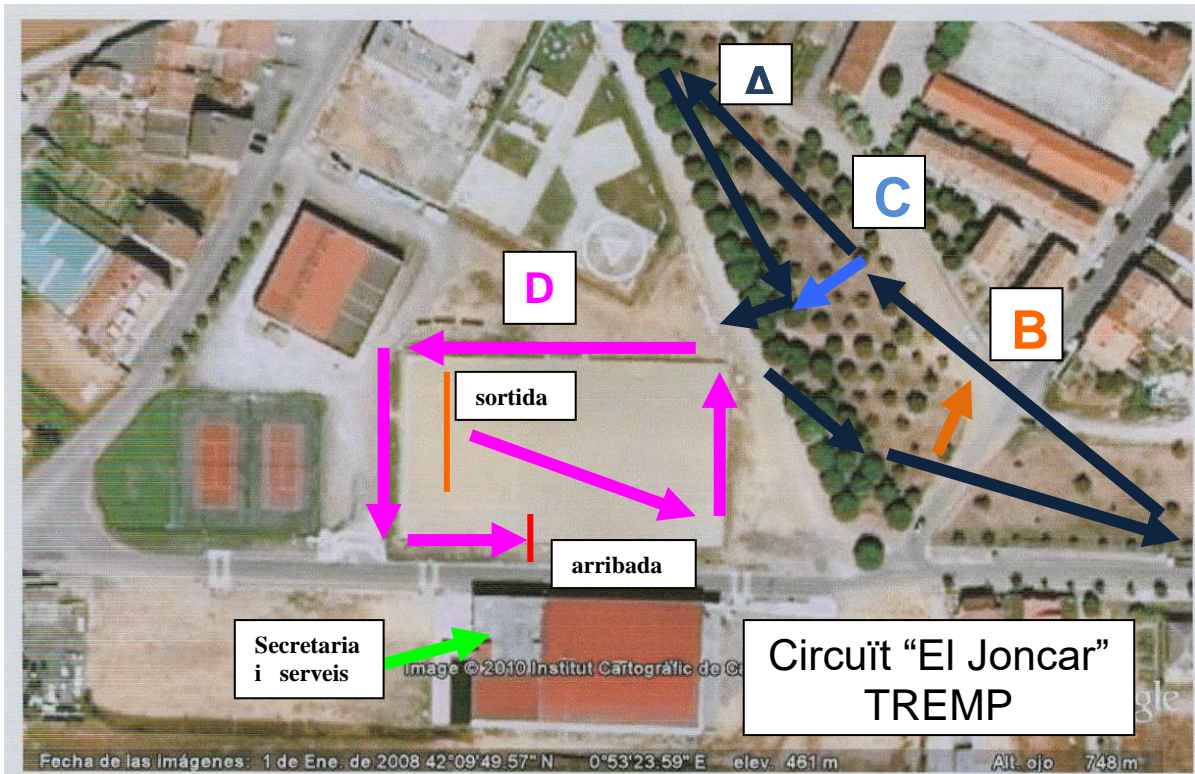 A
C
D
B
sortida
arribada
Secretaria
i serveis
Image © 2010 Institut Cartogràfic de Ca
Circuït “El Joncar”
TREMP
gle
Fecha de las imágenes: 1 de Ene. de 2008 42°09'49.57" N 0°53'23.59" E elev. 461 m Alt. ojo 748 m